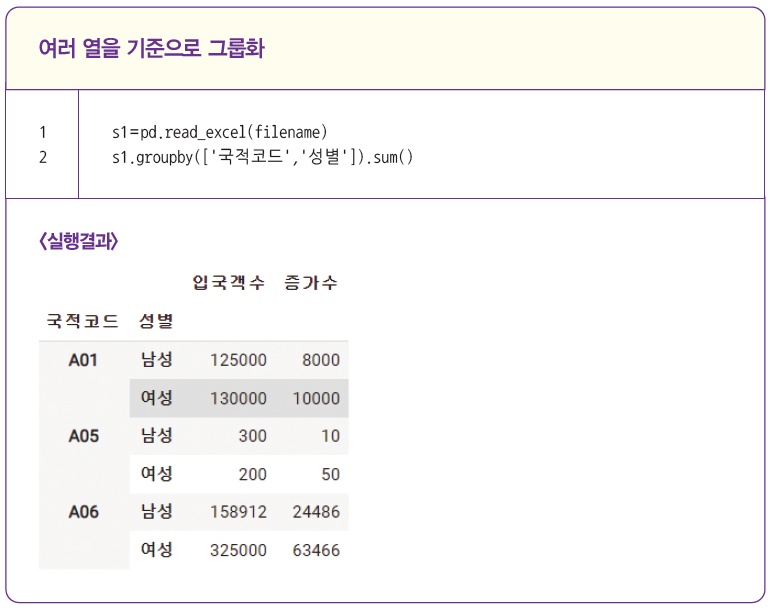 여러 열을 기준으로 그룹화
1 s1=pd.read_excel(filename)
2 s1.groupby(['국적코드','성별']).sum()
〈실행결과〉
입국객수 증가수
국적코드 성별
A01 남성 125000 8000
여성 130000 10000
A05 남성 300 10
여성 200 50
A06 남성 158912 24486
여성 325000 63466